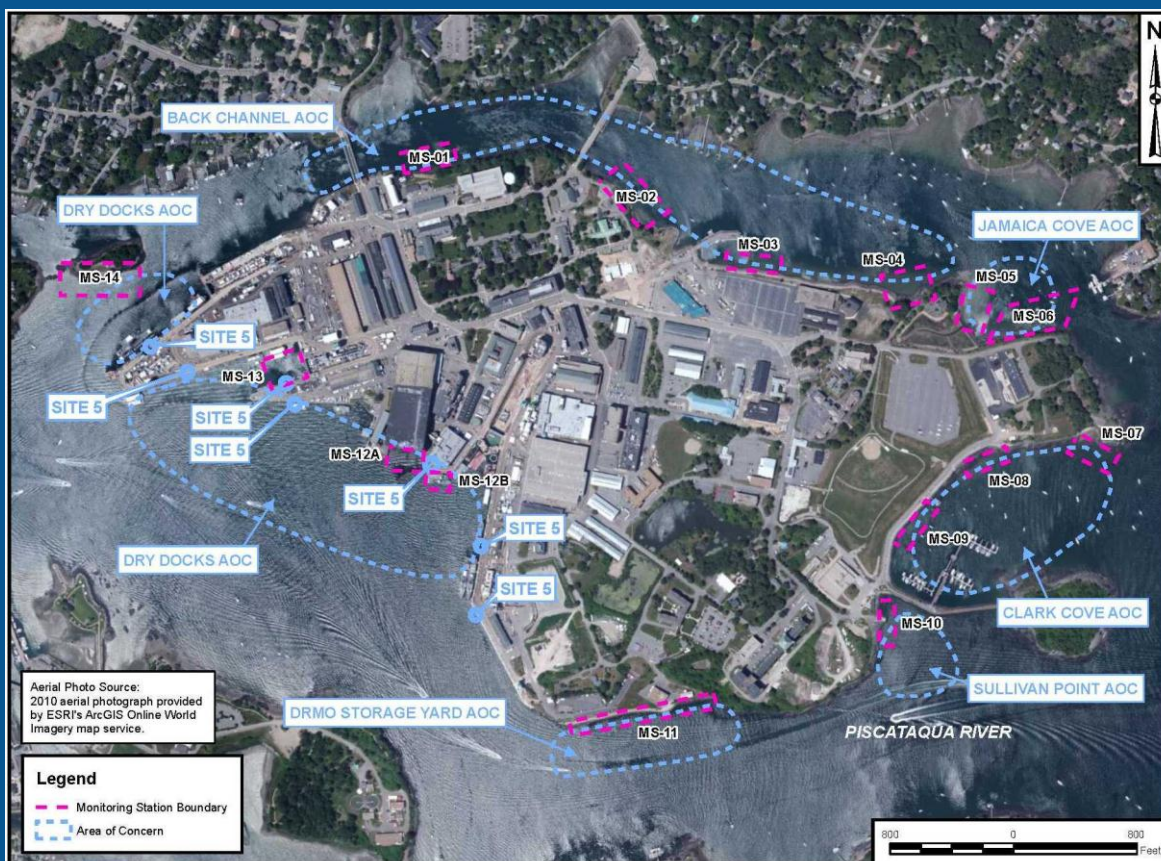 N
BACK CHANNEL AOC
MS-01
DRY DOCKS AOC
MS-02
JAMAICA COVE AOC
MS-03
MS-04
MS-05
MS-14
MS-06
SITE 5
MS-13
SITE 5
SITE 5
SITE 5
MS-07
MS-12A
MS-08
SITE 5
MS-12B
SITE 5
MS-09
DRY DOCKS AOC
SITE 5
CLARK COVE AOC
MS-10
SULLIVAN POINT AOC
Aerial Photo Source:
2010 aerial photograph provided
by ESRI's ArcGIS Online World
Imagery map service.
DRMO STORAGE YARD AOC
MS-11
PISCATAQUA RIVER
Legend
Monitoring Station Boundary
Area of Concern
800 0 800
Feet